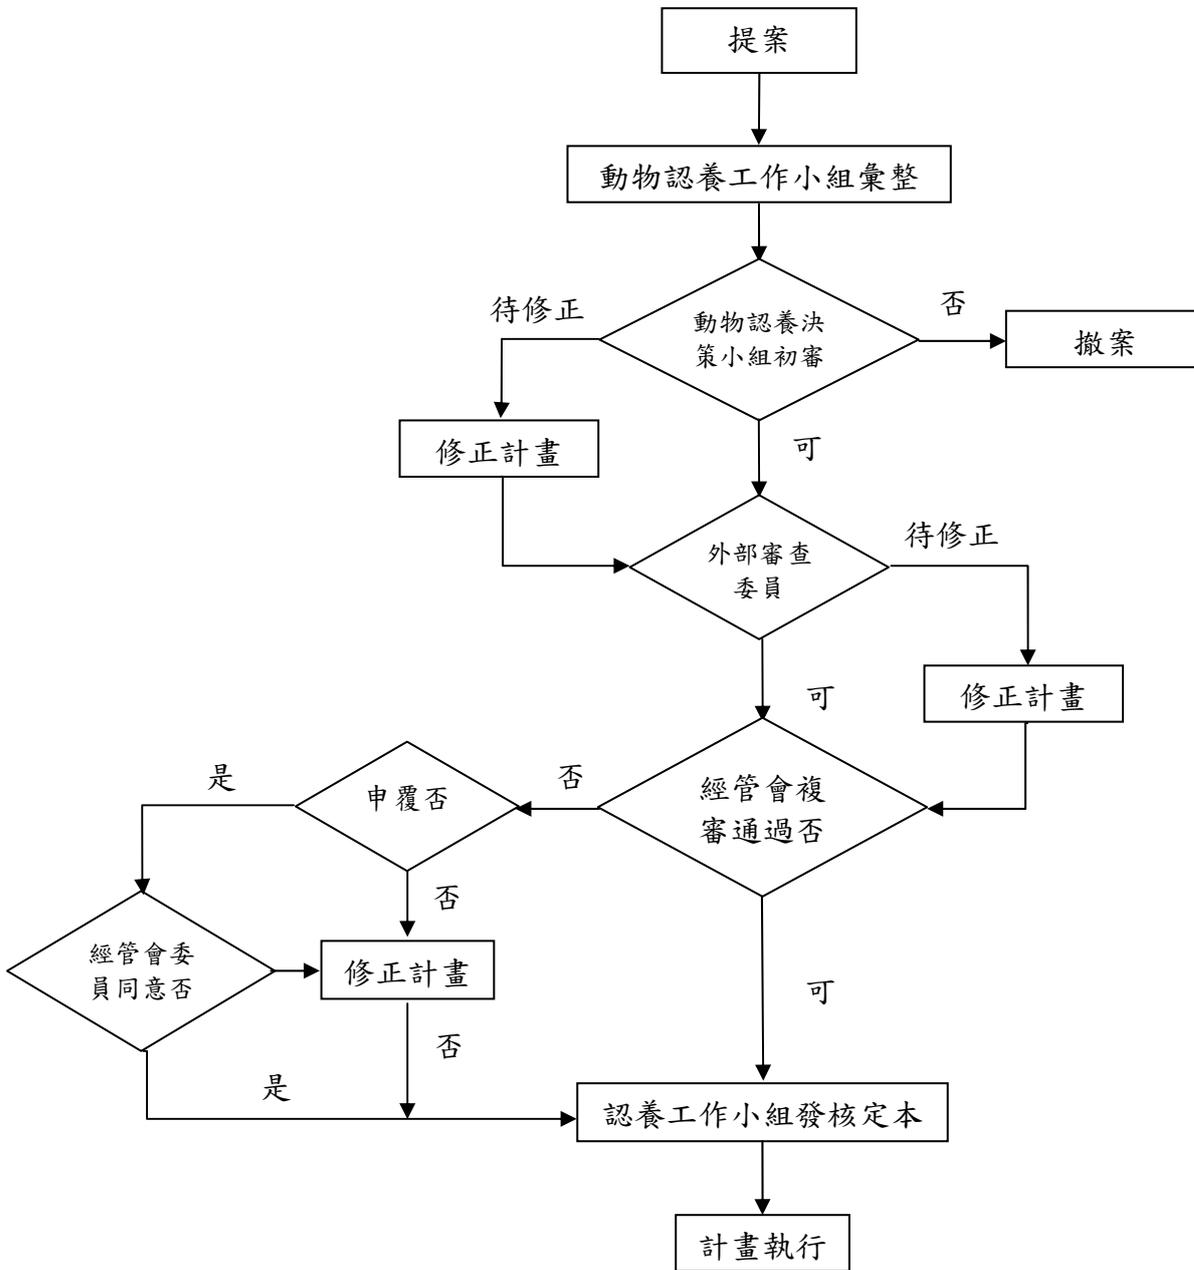 提案
動物認養工作小組彙整
待修正
動物認養決
策小組初審
否
撤案
修正計畫
可
外部審查
委員
待修正
修正計畫
可
是
申覆否
否
經管會複
審通過否
否
經管會委
員同意否
修正計畫
可
否
是
認養工作小組發核定本
計畫執行